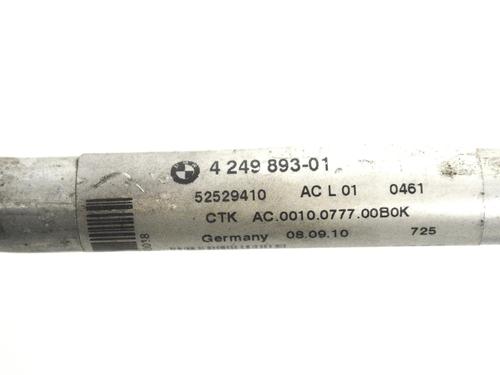 4 249 893-01
52529410 AC L 01 0461
CTK AC.0010.0777.00B0K
Germany 08.09.10 725